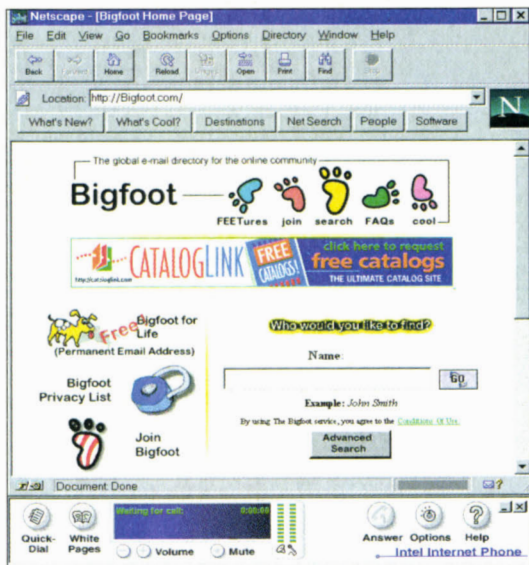 Netscape - [Bigfoot Home Page]
File Edit View Go Bookmarks Options Directory Window Help
Back Forward Home Reload Images Open Print Find Stop
Location: http://Bigfoot.com/
N
What's New? What's Cool? Destinations Net Search People Software
The global e-mail directory for the online community
Bigfoot
FEETures join search FAQs cool
CATALOGLINK
http://cataloglink.com
FREE CATALOGS!
click here to request
free catalogs
THE ULTIMATE CATALOG SITE
Free Bigfoot for
Life
(Permanent Email Address)
Bigfoot
Privacy List
Join
Bigfoot
Who would you like to find?
Name:
Go
Example: John Smith
By using The Bigfoot service, you agree to the Conditions Of Use.
Advanced
Search
Document: Done
Waiting for call: 0:00:00
Quick-
Dial
White
Pages
Volume Mute
Answer Options Help
Intel Internet Phone